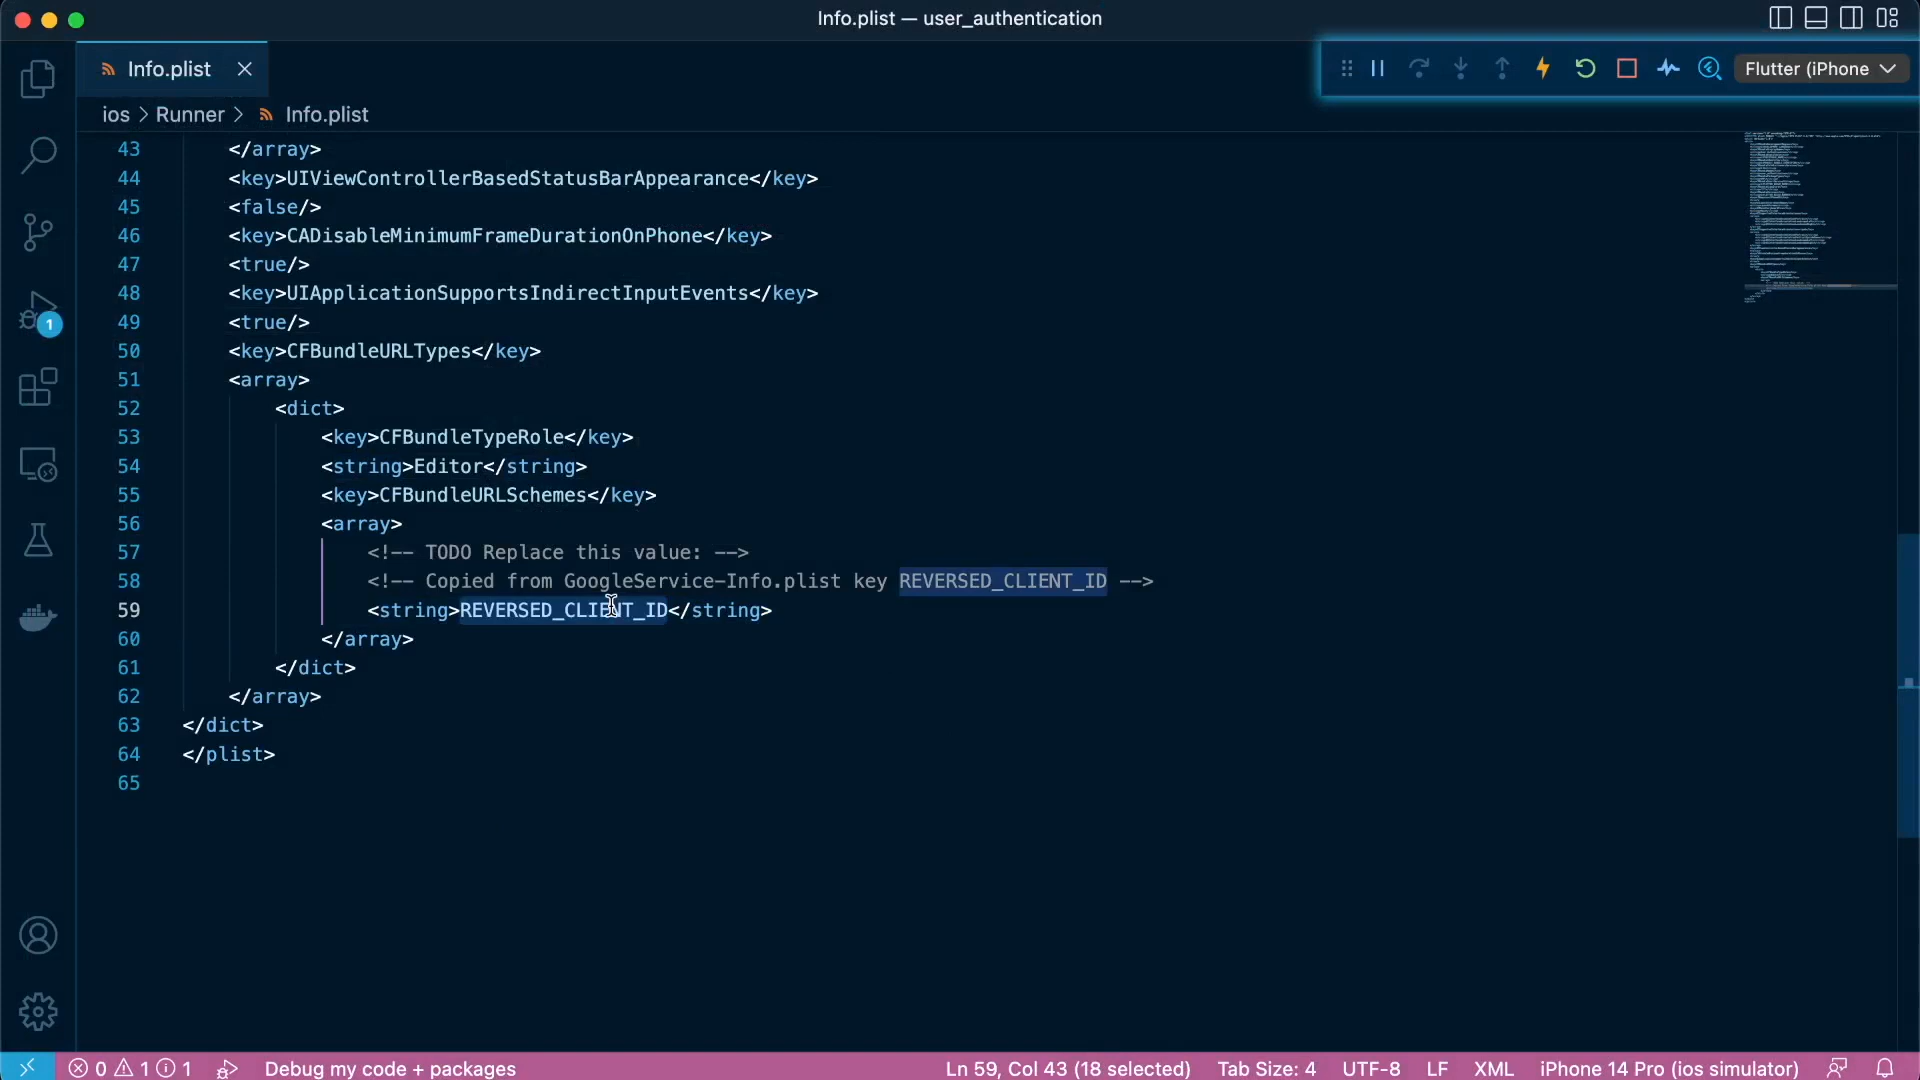 Info.plist — user_authentication
Info.plist
Flutter (iPhone
ios > Runner > Info.plist
43 </array>
44 <key>UIViewControllerBasedStatusBarAppearance</key>
45 <false/>
46 <key>CADisableMinimumFrameDurationOnPhone</key>
47 <true/>
48 <key>UIApplicationSupportsIndirectInputEvents</key>
49 <true/>
50 <key>CFBundleURLTypes</key>
51 <array>
52 <dict>
53 <key>CFBundleTypeRole</key>
54 <string>Editor</string>
55 <key>CFBundleURLSchemes</key>
56 <array>
57 <!-- TODO Replace this value: -->
58 <!-- Copied from GoogleService-Info.plist key REVERSED_CLIENT_ID -->
59 <string>REVERSED_CLIENT_ID</string>
60 </array>
61 </dict>
62 </array>
63 </dict>
64 </plist>
65
1
0 1 1 Debug my code + packages Ln 59, Col 43 (18 selected) Tab Size: 4 UTF-8 LF XML iPhone 14 Pro (ios simulator)